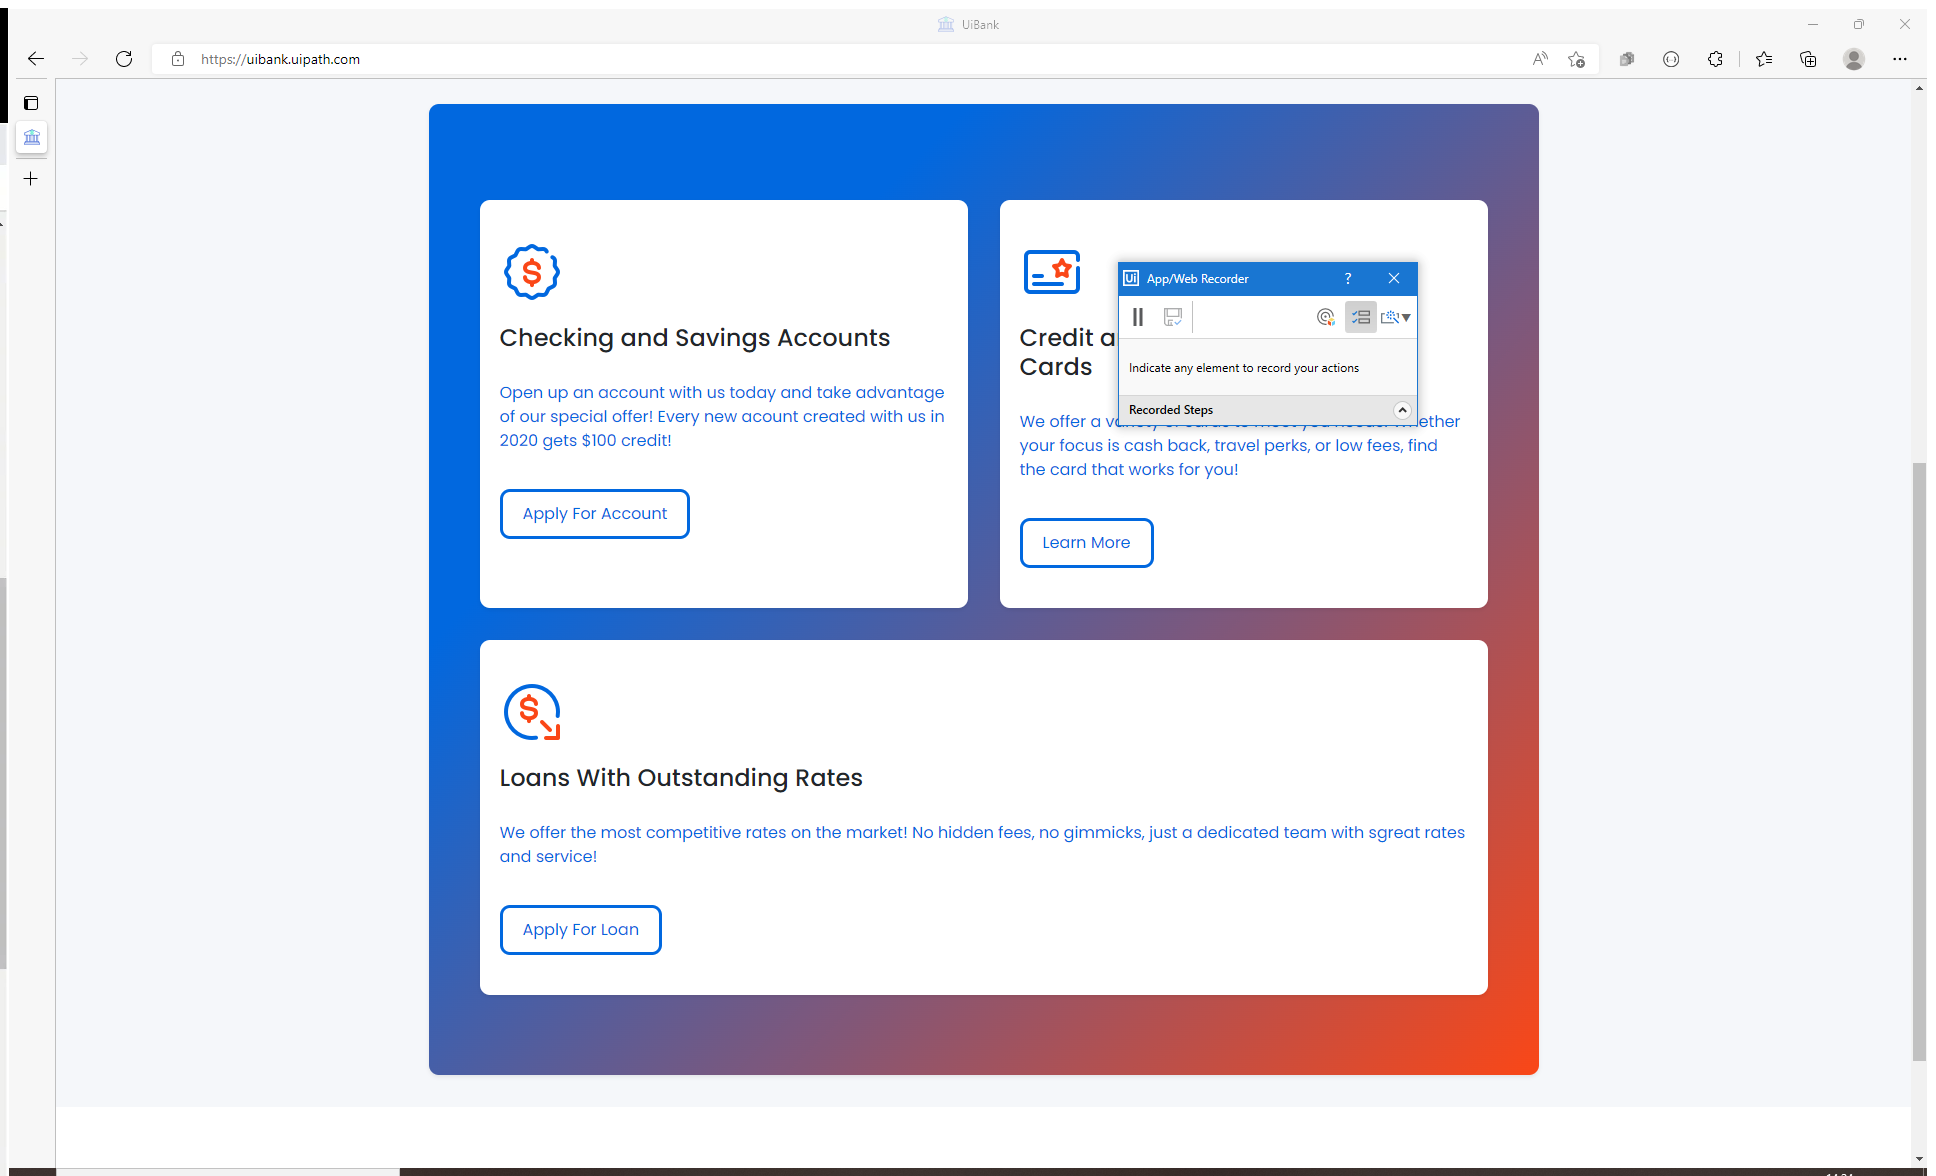 UiBank
https://uibank.uipath.com
Checking and Savings Accounts
Open up an account with us today and take advantage
of our special offer! Every new acount created with us in
2020 gets $100 credit!
Apply For Account
Credit a
Cards
We offer a
your focus is cash back, travel perks, or low fees, find
the card that works for you!
Learn More
Ui App/Web Recorder ?
Indicate any element to record your actions
Recorded Steps
Loans With Outstanding Rates
We offer the most competitive rates on the market! No hidden fees, no gimmicks, just a dedicated team with sgreat rates
and service!
Apply For Loan